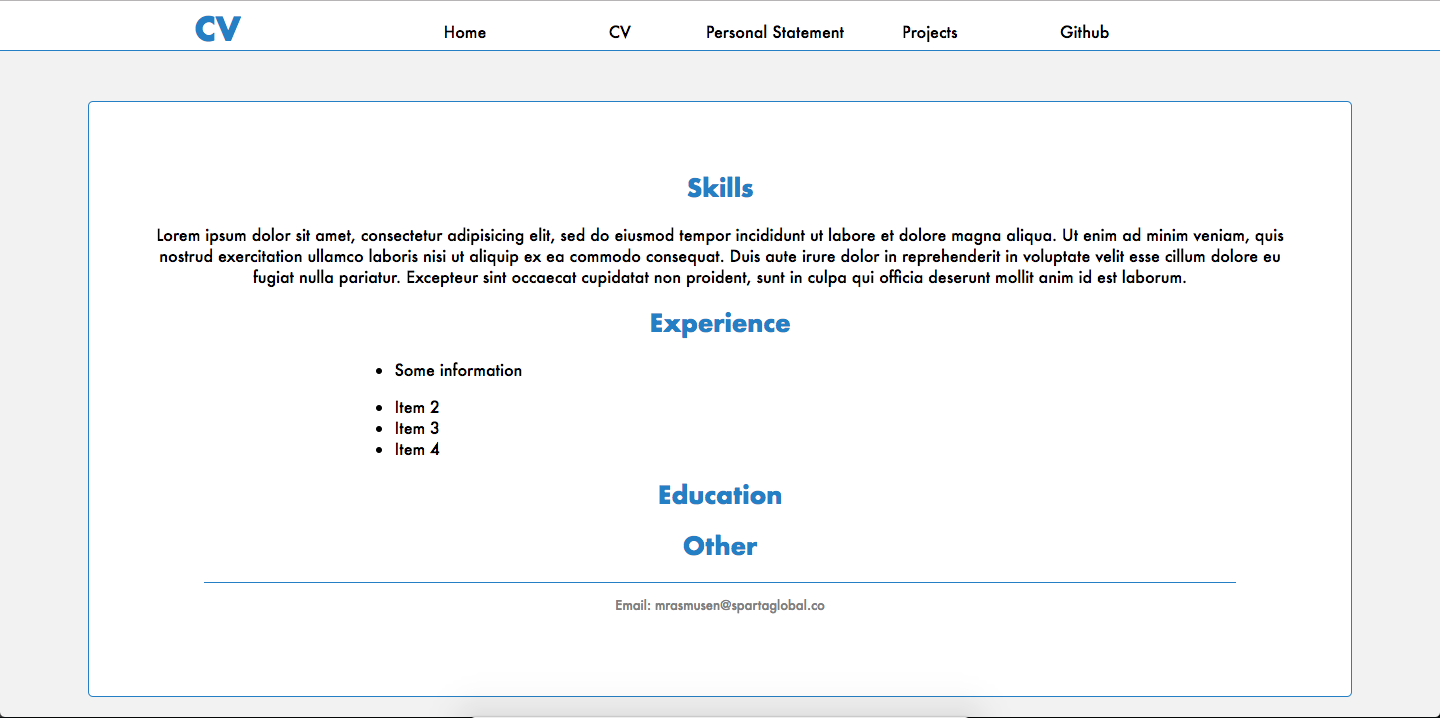 CV
Home CV Personal Statement Projects Github
Skills
Lorem ipsum dolor sit amet, consectetur adipisicing elit, sed do eiusmod tempor incididunt ut labore et dolore magna aliqua. Ut enim ad minim veniam, quis
nostrud exercitation ullamco laboris nisi ut aliquip ex ea commodo consequat. Duis aute irure dolor in reprehenderit in voluptate velit esse cillum dolore eu
fugiat nulla pariatur. Excepteur sint occaecat cupidatat non proident, sunt in culpa qui officia deserunt mollit anim id est laborum.
Experience
• Some information
• Item 2
• Item 3
• Item 4
Education
Other
Email: mrasmusen@spartaglobal.co